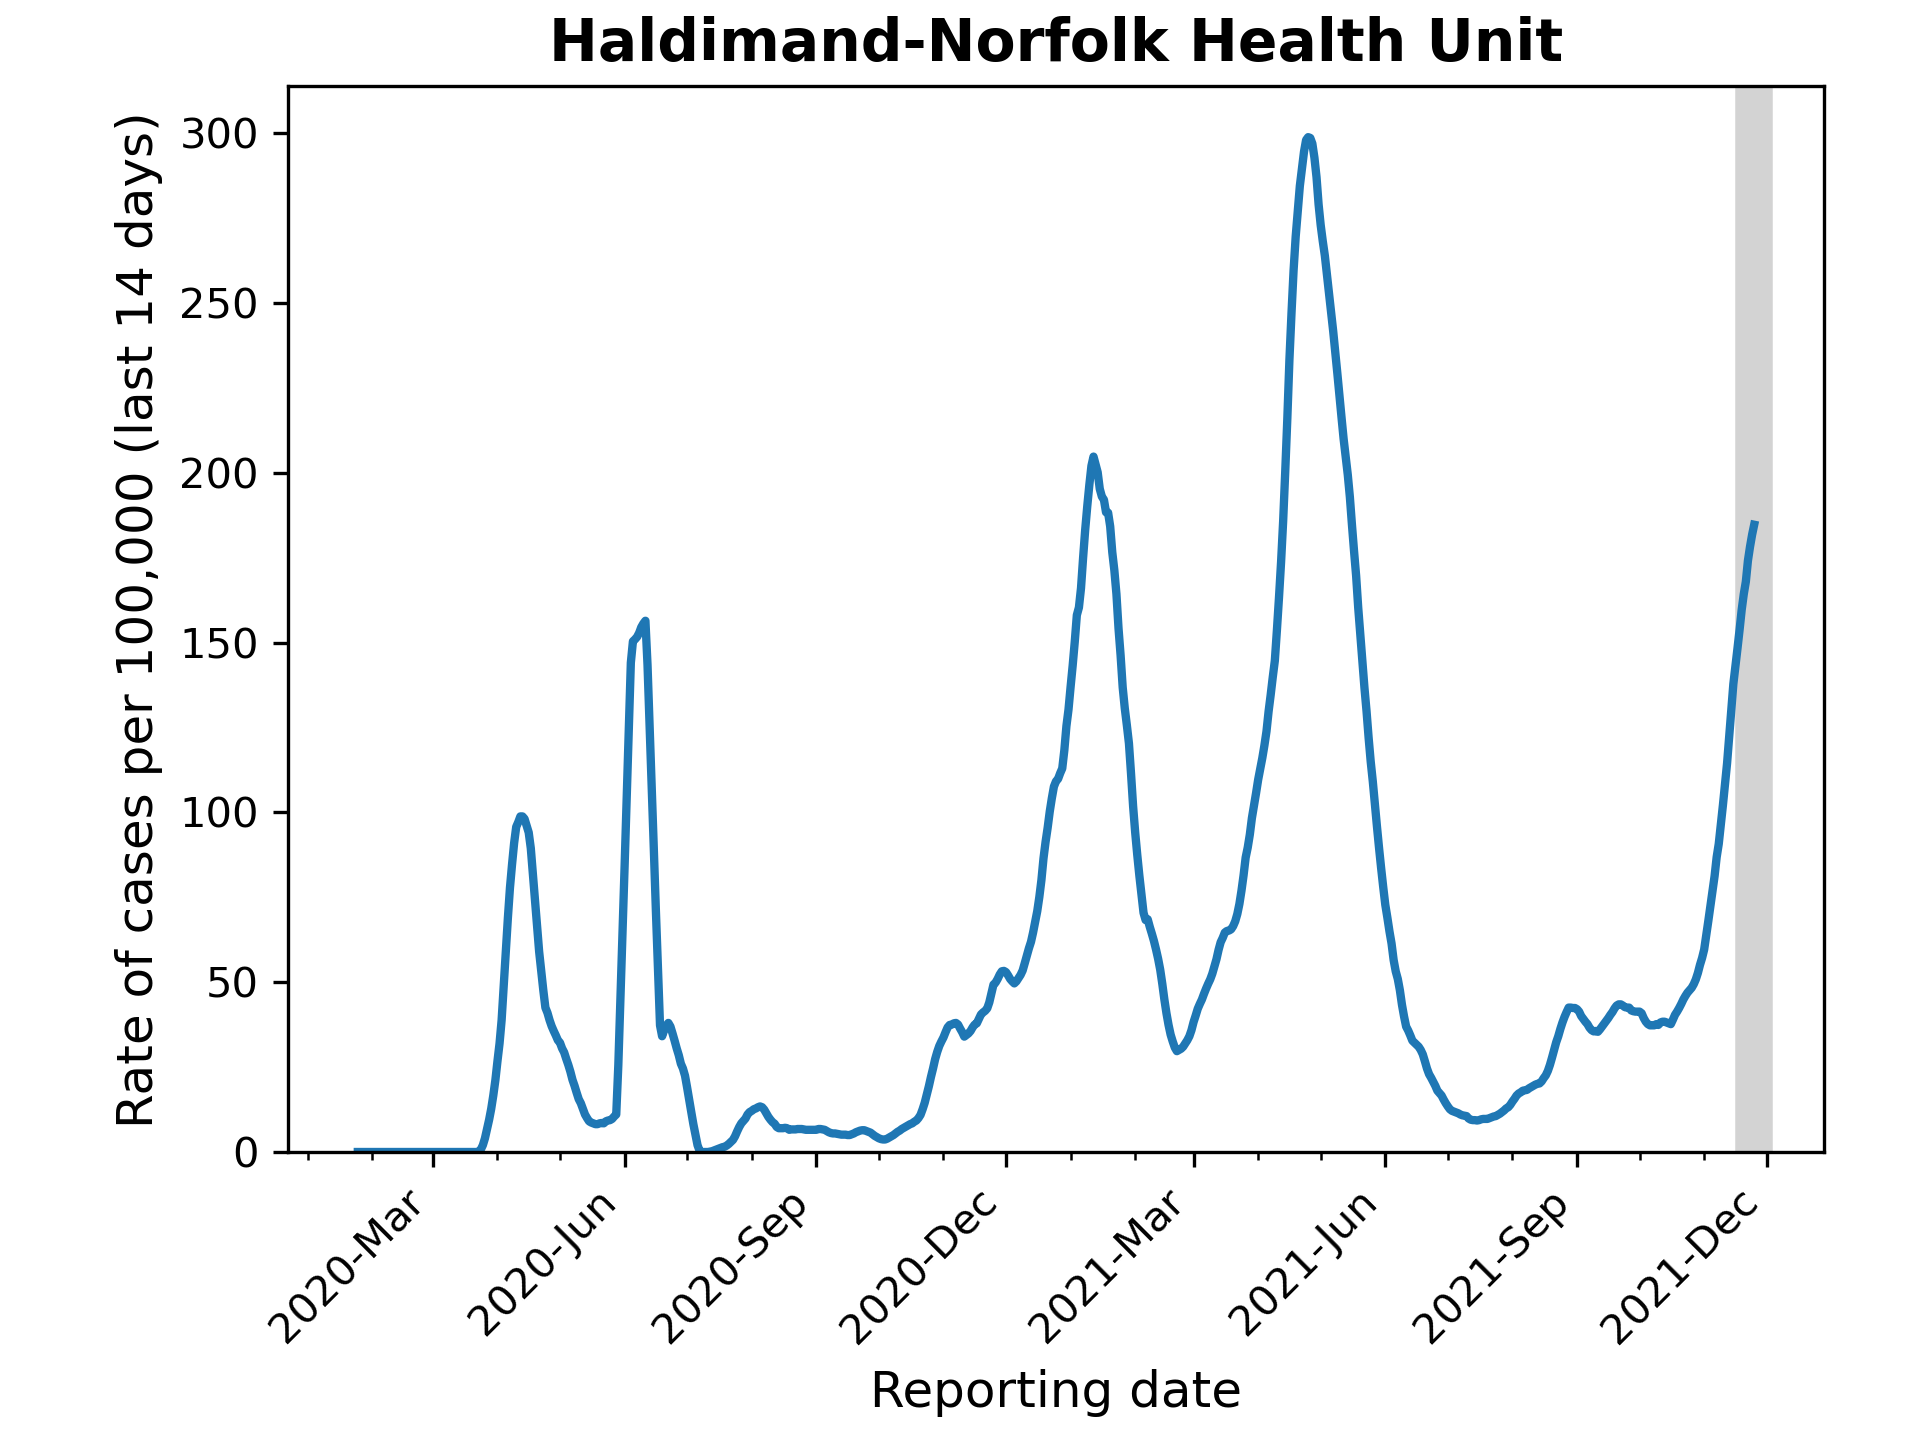 Haldimand-Norfolk Health Unit
Rate of cases per 100,000 (last 14 days)
300
250
200
150
100
50
0
2020-Mar
2020-Jun
2020-Sep
2020-Dec
2021-Mar
2021-Jun
2021-Sep
2021-Dec
Reporting date